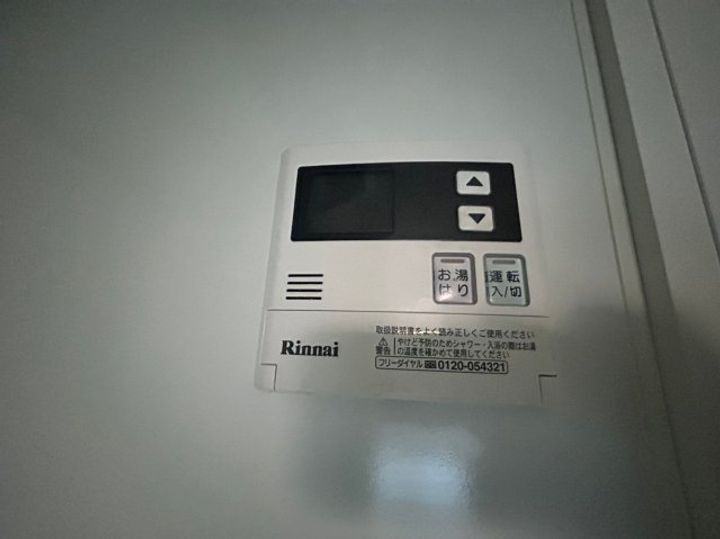 お湯
はり
運転
入/切
Rinnai
取扱説明書をよく読み正しくご使用ください
警告
やけど予防のためシャワー・入浴の際はお湯
の温度を確かめて使用してください
フリーダイヤル 0120-054321